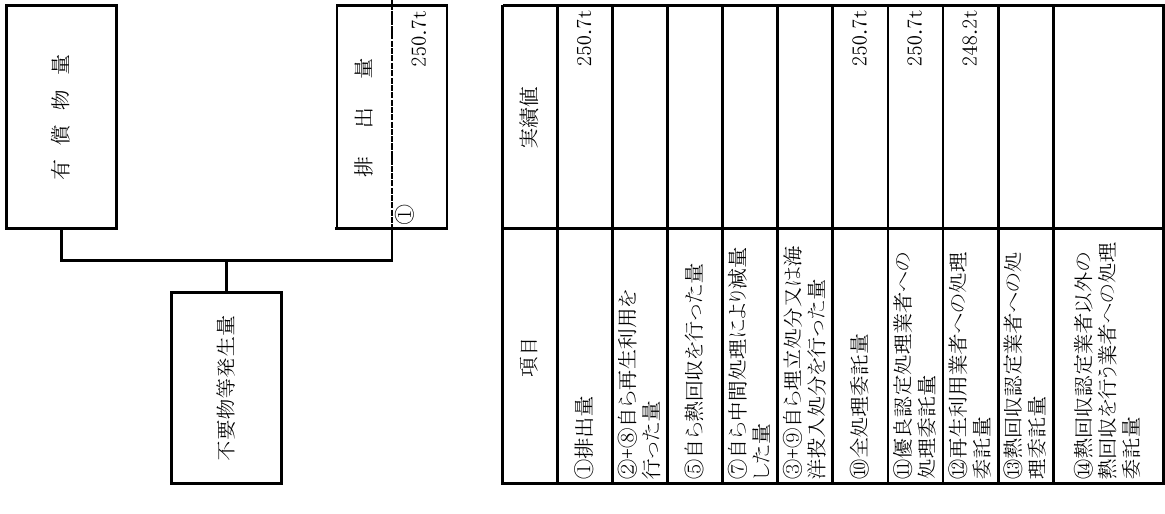 不要物等発生量
有償物量
排出量
①
250.7t
項目
実績値
①排出量
250.7t
②+⑧自ら再生利用を
行った量
⑤自ら熱回収を行った量
⑦自ら中間処理により減量
した量
③+⑨自ら埋立処分又は海
洋投入処分を行った量
⑩全処理委託量
250.7t
⑪優良認定処理業者への
処理委託量
250.7t
⑫再生利用業者への処理
委託量
248.2t
⑬熱回収認定業者への処
理委託量
⑭熱回収認定業者以外の
熱回収を行う業者への処理
委託量